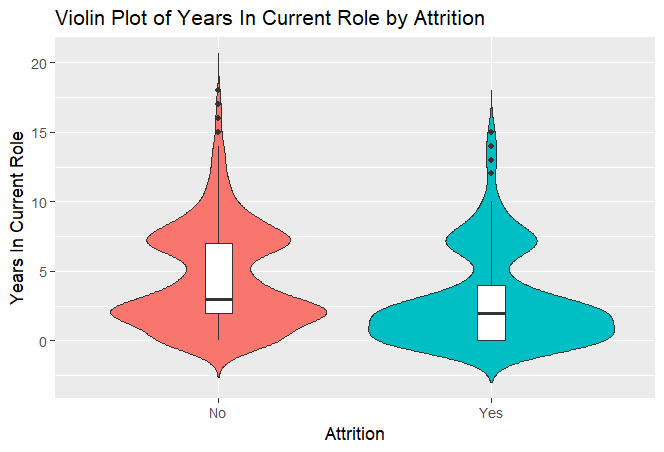 Violin Plot of Years In Current Role by Attrition
20
15
10
5
0
Years In Current Role
No
Yes
Attrition